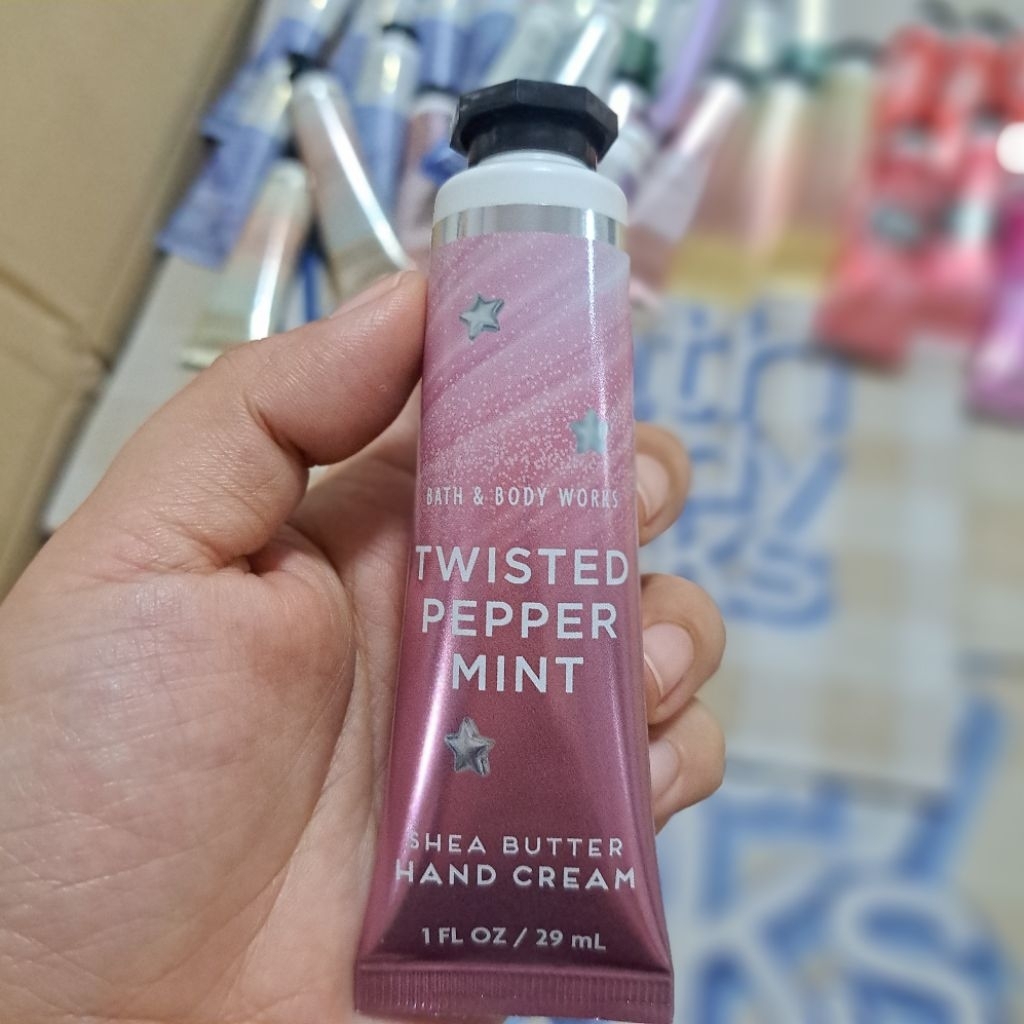 BATH & BODY WORKS
TWISTED
PEPPER
MINT
SHEA BUTTER
HAND CREAM
1 FL OZ / 29 mL